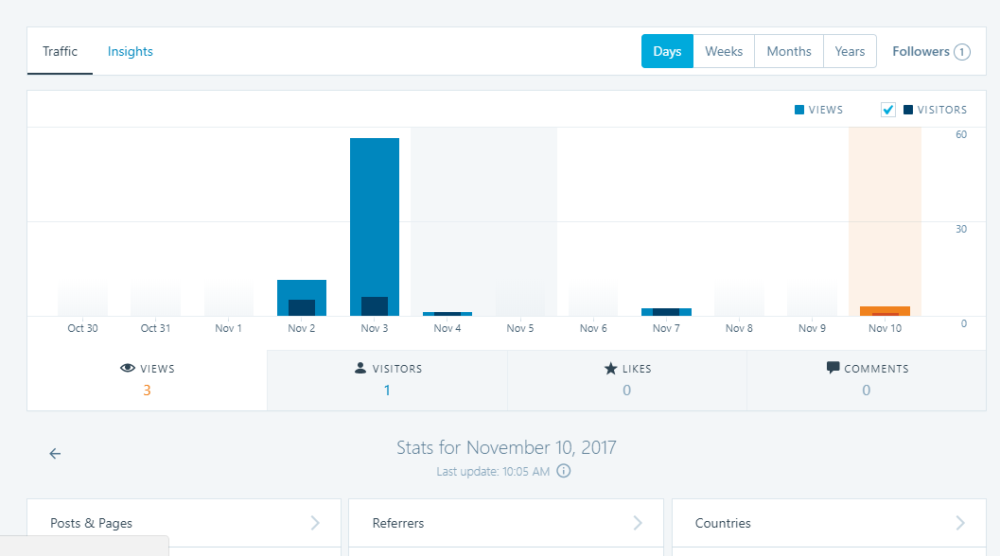 Traffic Insights Days Weeks Months Years Followers 1
VIEWS VISITORS
60
30
0
Oct 30 Oct 31 Nov 1 Nov 2 Nov 3 Nov 4 Nov 5 Nov 6 Nov 7 Nov 8 Nov 9 Nov 10
VIEWS VISITORS LIKES COMMENTS
3 1 0 0
Stats for November 10, 2017
Last update: 10:05 AM
Posts & Pages Referrers Countries